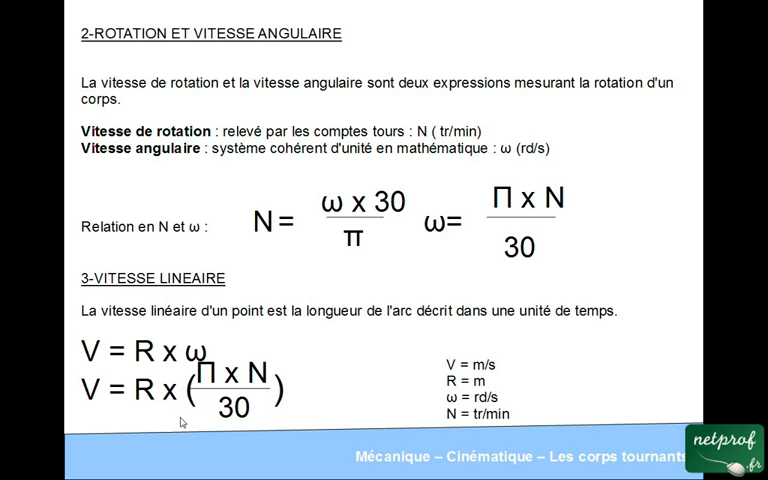 2-ROTATION ET VITESSE ANGULAIRE
La vitesse de rotation et la vitesse angulaire sont deux expressions mesurant la rotation d'un
corps.
Vitesse de rotation : relevé par les comptes tours : N ( tr/min)
Vitesse angulaire : système cohérent d'unité en mathématique : ω (rd/s)
Relation en N et ω : N = ω x 30 / π ω= Π x N / 30
3-VITESSE LINEAIRE
La vitesse linéaire d'un point est la longueur de l'arc décrit dans une unité de temps.
V = R x ω
V = R x ( Π x N / 30 )
V = m/s
R = m
ω = rd/s
N = tr/min
Mécanique – Cinématique – Les corps tournants
netprof
.fr